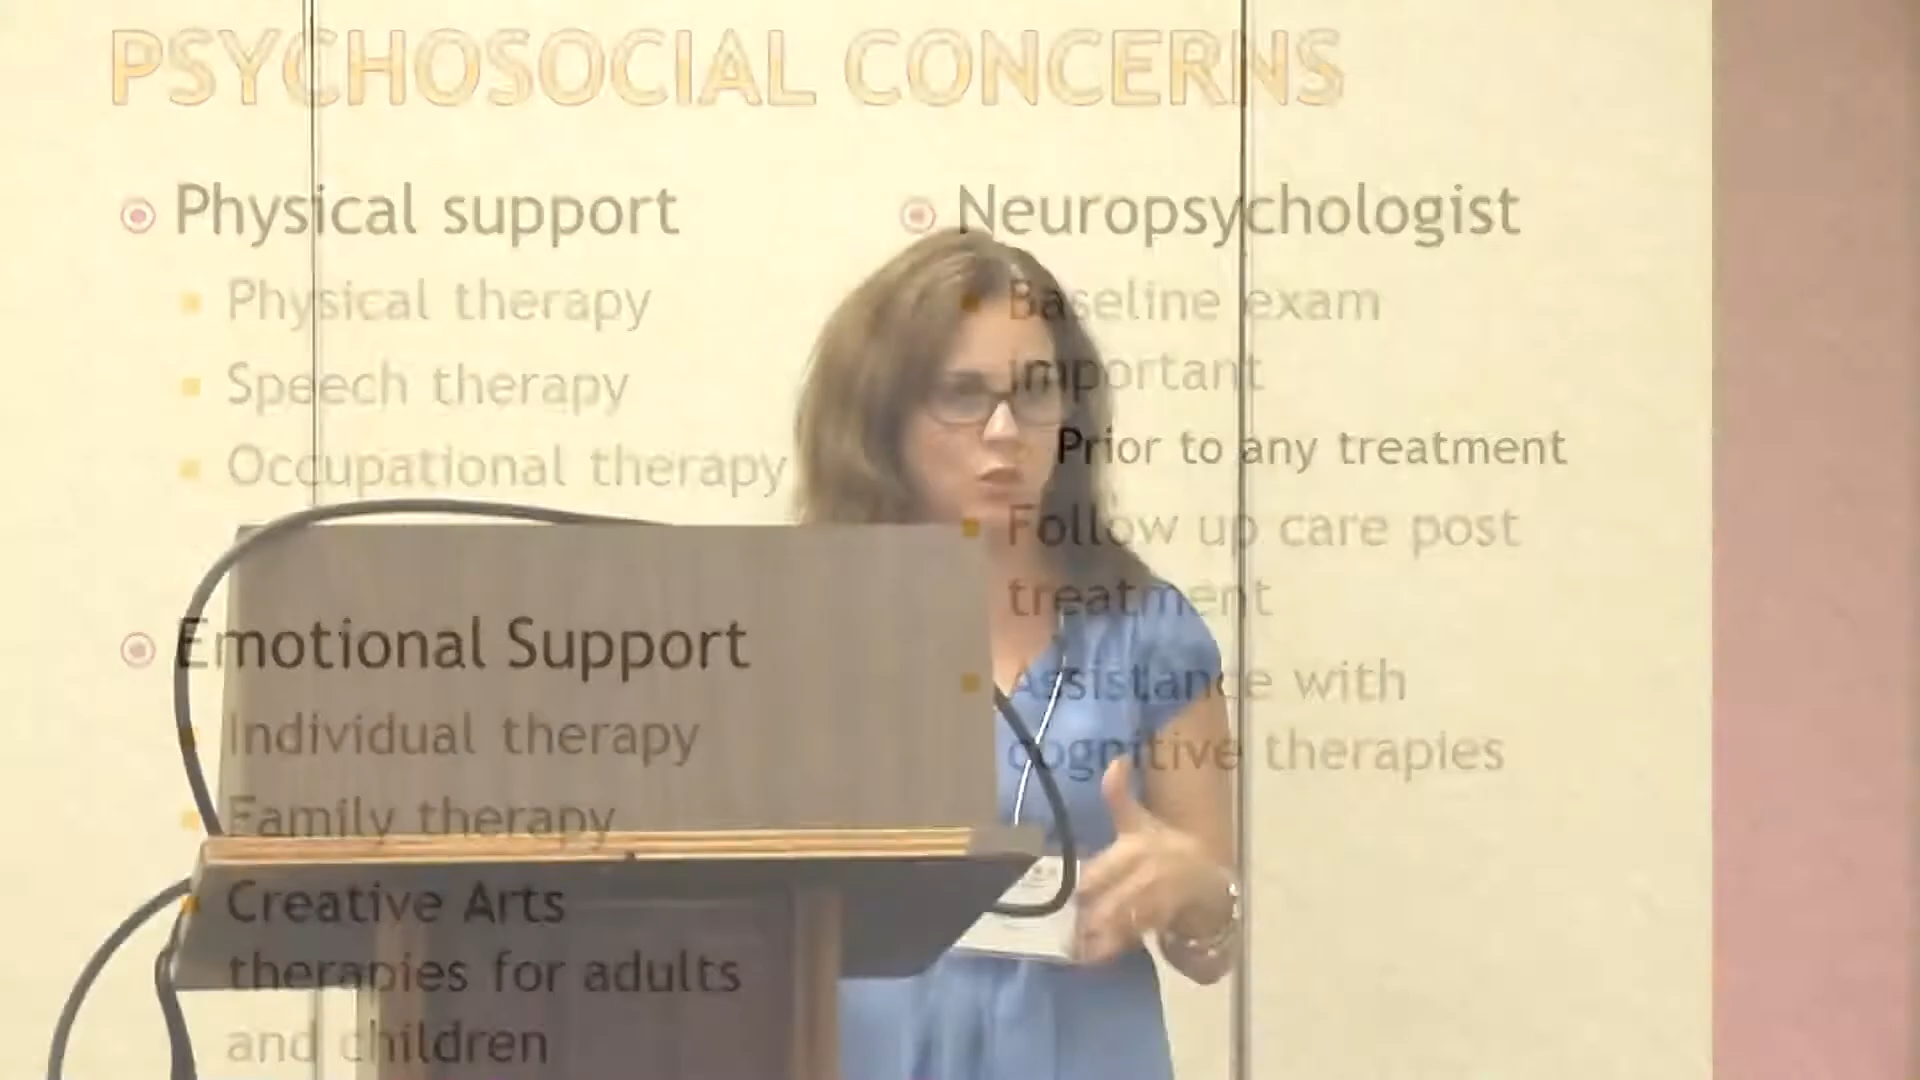 PSYCHOSOCIAL CONCERNS
Physical support
Physical therapy
Speech therapy
Occupational therapy
Emotional Support
Individual therapy
Family therapy
Creative Arts
therapies for adults
and children
Neuropsychologist
Baseline exam
important
Prior to any treatment
Follow up care post
treatment
Assistance with
cognitive therapies